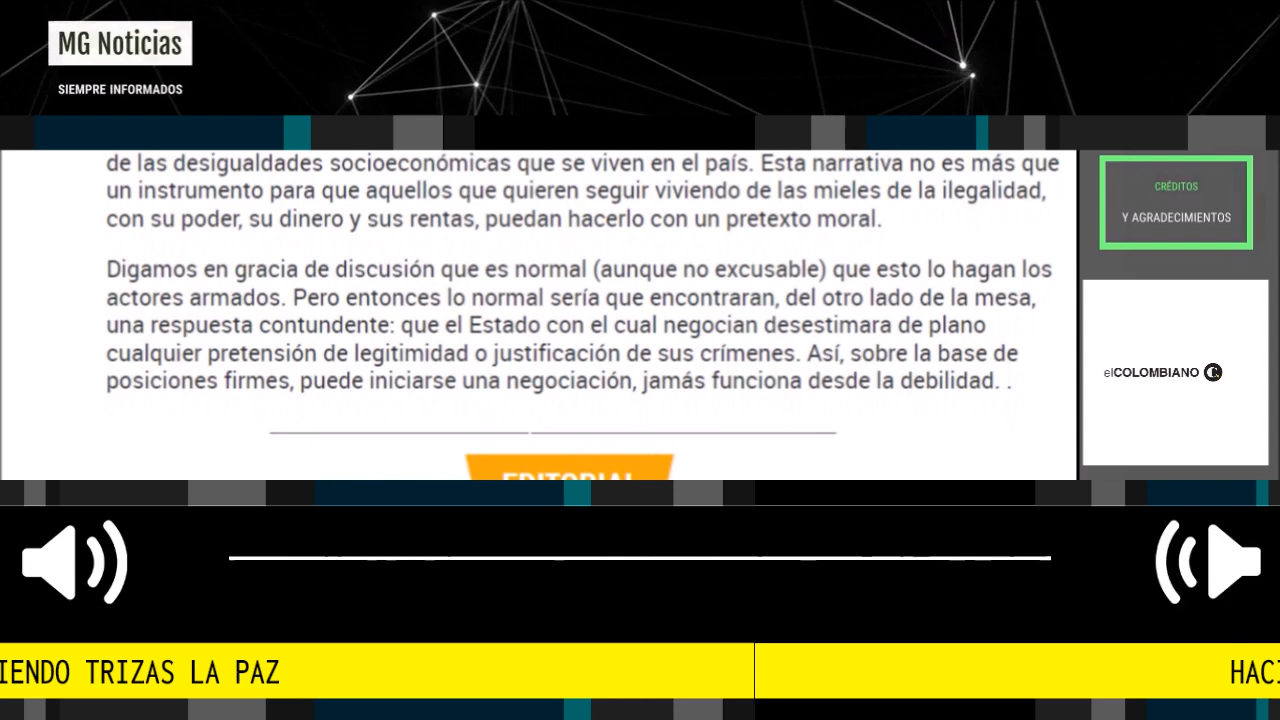 MG Noticias
SIEMPRE INFORMADOS
de las desigualdades socioeconómicas que se viven en el país. Esta narrativa no es más que
un instrumento para que aquellos que quieren seguir viviendo de las mieles de la ilegalidad,
con su poder, su dinero y sus rentas, puedan hacerlo con un pretexto moral.
Digamos en gracia de discusión que es normal (aunque no excusable) que esto lo hagan los
actores armados. Pero entonces lo normal sería que encontraran, del otro lado de la mesa,
una respuesta contundente: que el Estado con el cual negocian desestimara de plano
cualquier pretensión de legitimidad o justificación de sus crímenes. Así, sobre la base de
posiciones firmes, puede iniciarse una negociación, jamás funciona desde la debilidad. .
EDITORIAL
CRÉDITOS
Y AGRADECIMIENTOS
elCOLOMBIANO
IENDO TRIZAS LA PAZ
HACI